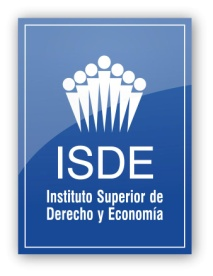 ISDE
Instituto Superior de
Derecho y Economía